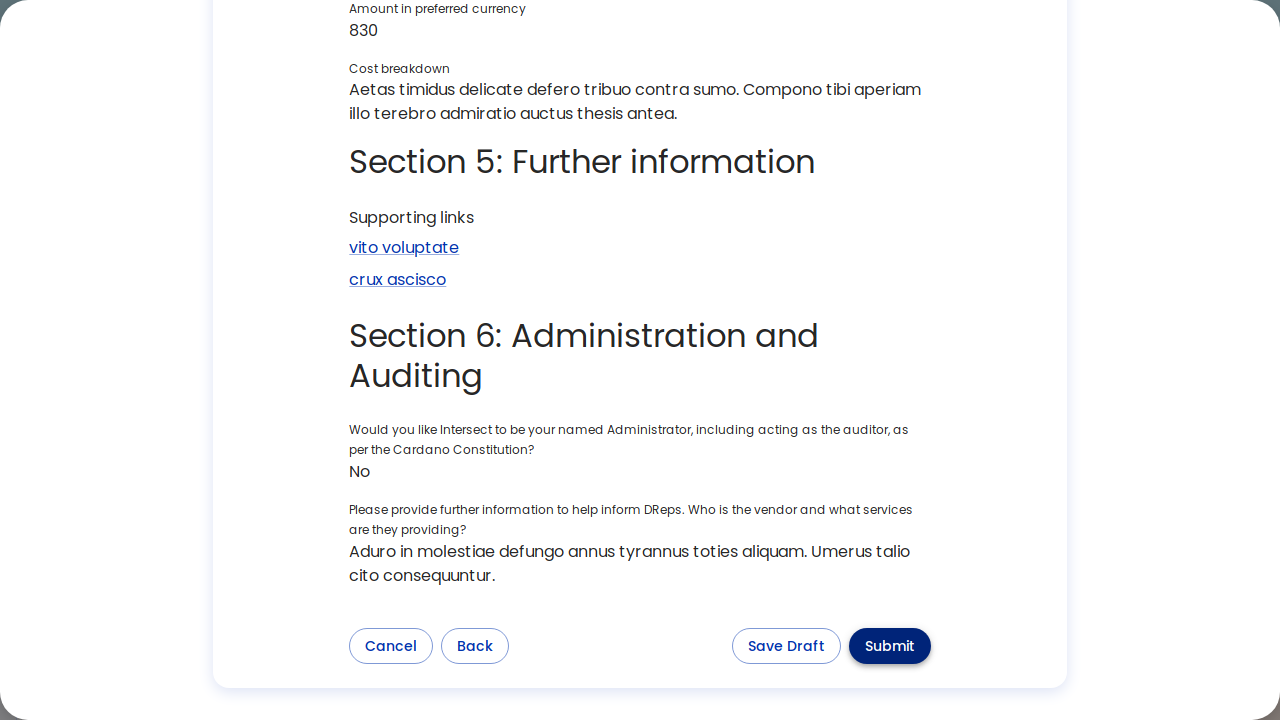 Amount in preferred currency
830
Cost breakdown
Aetas timidus delicate defero tribuo contra sumo. Compono tibi aperiam
illo terebro admiratio auctus thesis antea.
Section 5: Further information
Supporting links
vito voluptate
crux ascisco
Section 6: Administration and
Auditing
Would you like Intersect to be your named Administrator, including acting as the auditor, as
per the Cardano Constitution?
No
Please provide further information to help inform DReps. Who is the vendor and what services
are they providing?
Aduro in molestiae defungo annus tyrannus toties aliquam. Umerus talio
cito consequuntur.
Cancel Back Save Draft Submit